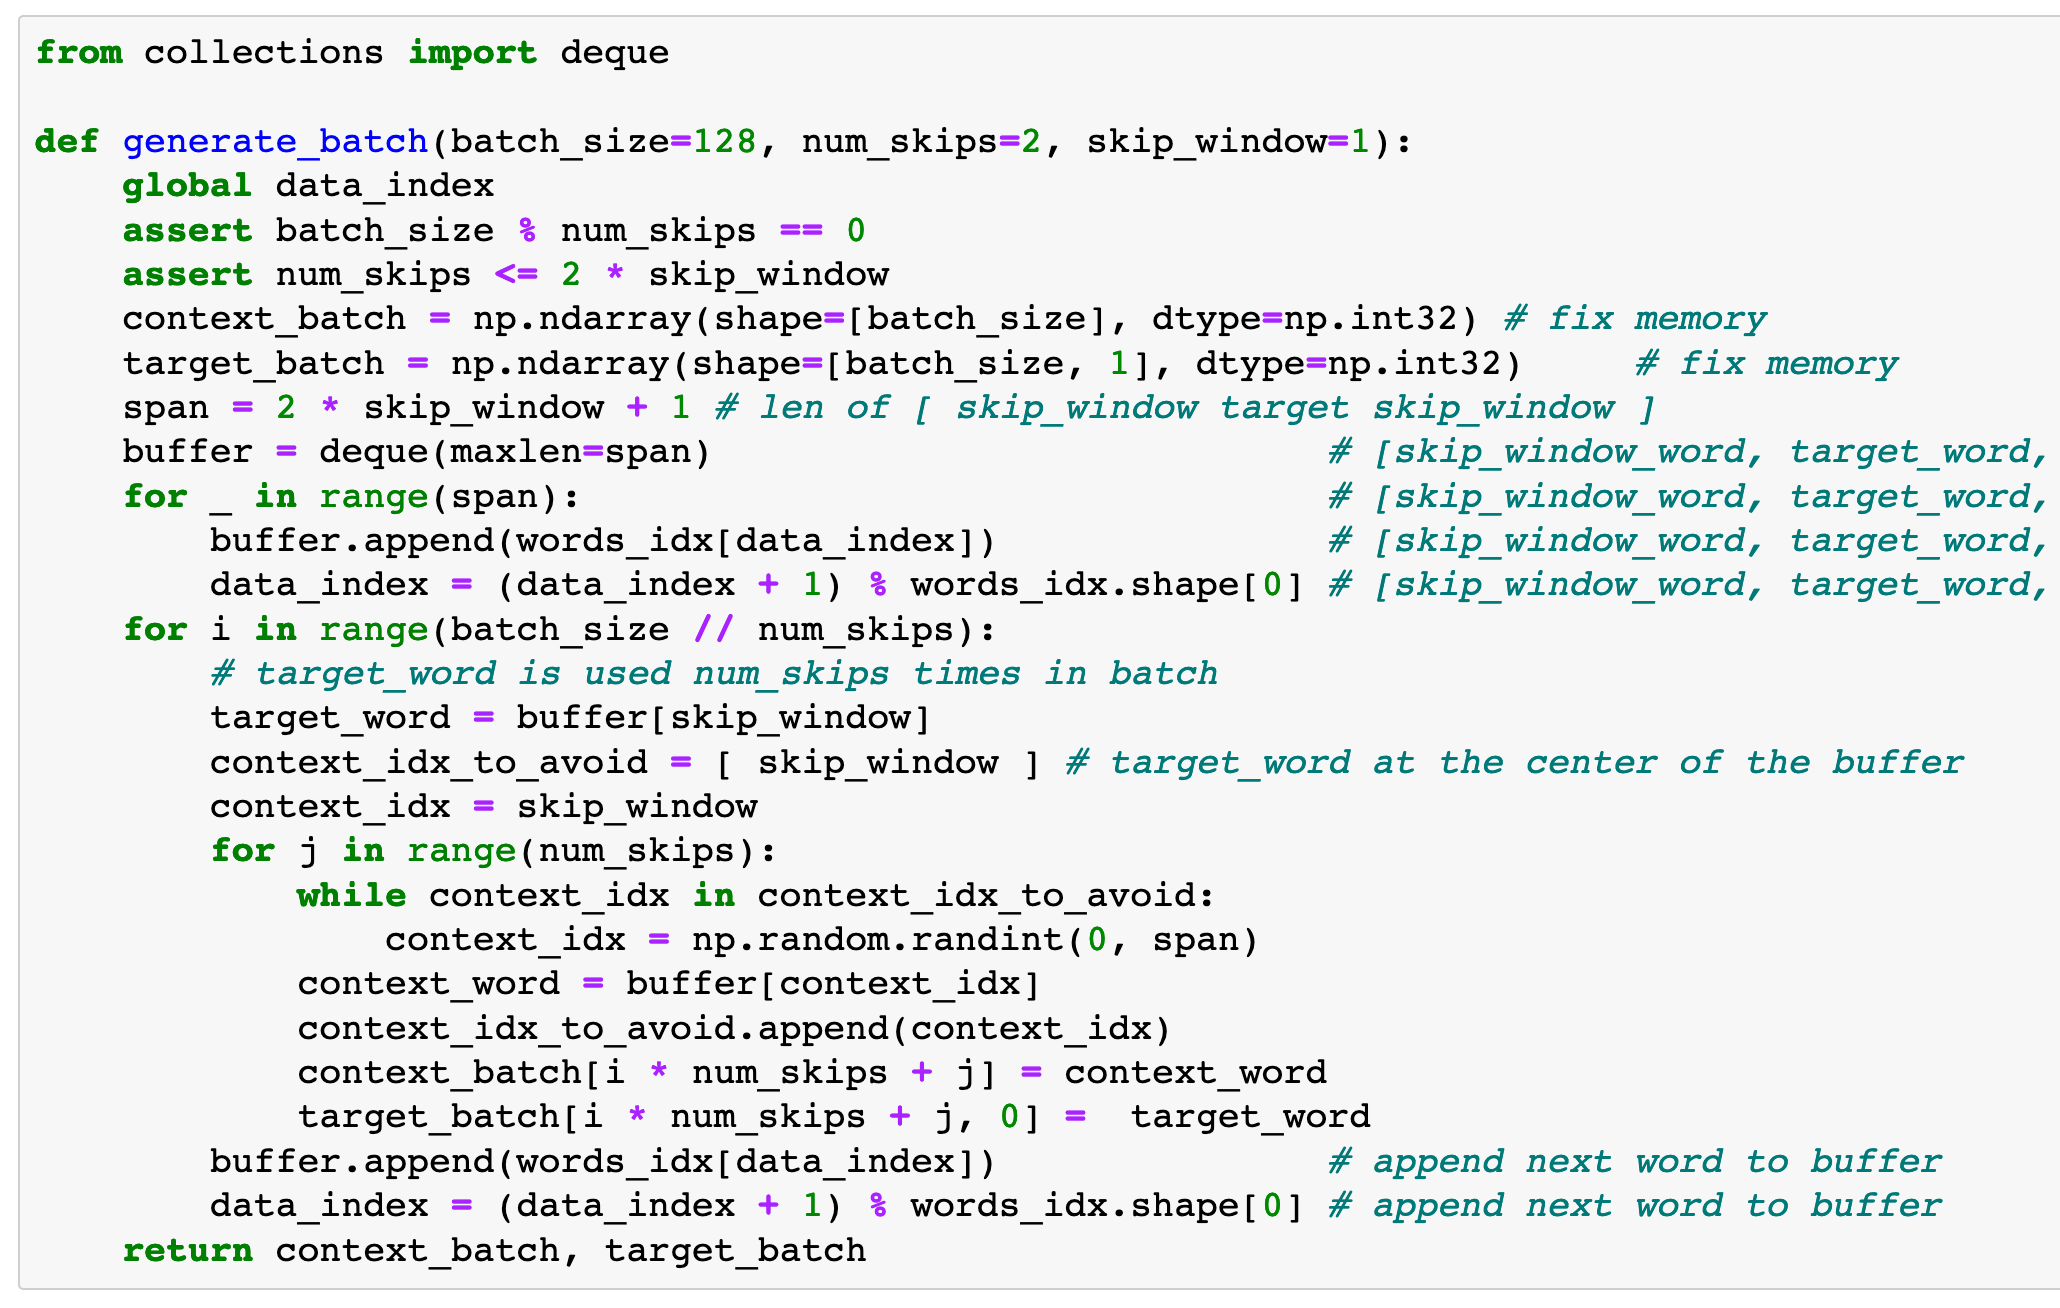 from collections import deque

def generate_batch(batch_size=128, num_skips=2, skip_window=1):
    global data_index
    assert batch_size % num_skips == 0
    assert num_skips <= 2 * skip_window
    context_batch = np.ndarray(shape=[batch_size], dtype=np.int32) # fix memory
    target_batch = np.ndarray(shape=[batch_size, 1], dtype=np.int32)     # fix memory
    span = 2 * skip_window + 1 # len of [ skip_window target skip_window ]
    buffer = deque(maxlen=span)                            # [skip_window_word, target_word,
    for _ in range(span):                                  # [skip_window_word, target_word,
        buffer.append(words_idx[data_index])               # [skip_window_word, target_word,
        data_index = (data_index + 1) % words_idx.shape[0] # [skip_window_word, target_word,
    for i in range(batch_size // num_skips):
        # target_word is used num_skips times in batch
        target_word = buffer[skip_window]
        context_idx_to_avoid = [ skip_window ] # target_word at the center of the buffer
        context_idx = skip_window
        for j in range(num_skips):
            while context_idx in context_idx_to_avoid:
                context_idx = np.random.randint(0, span)
            context_word = buffer[context_idx]
            context_idx_to_avoid.append(context_idx)
            context_batch[i * num_skips + j] = context_word
            target_batch[i * num_skips + j, 0] =  target_word
        buffer.append(words_idx[data_index])               # append next word to buffer
        data_index = (data_index + 1) % words_idx.shape[0] # append next word to buffer
    return context_batch, target_batch